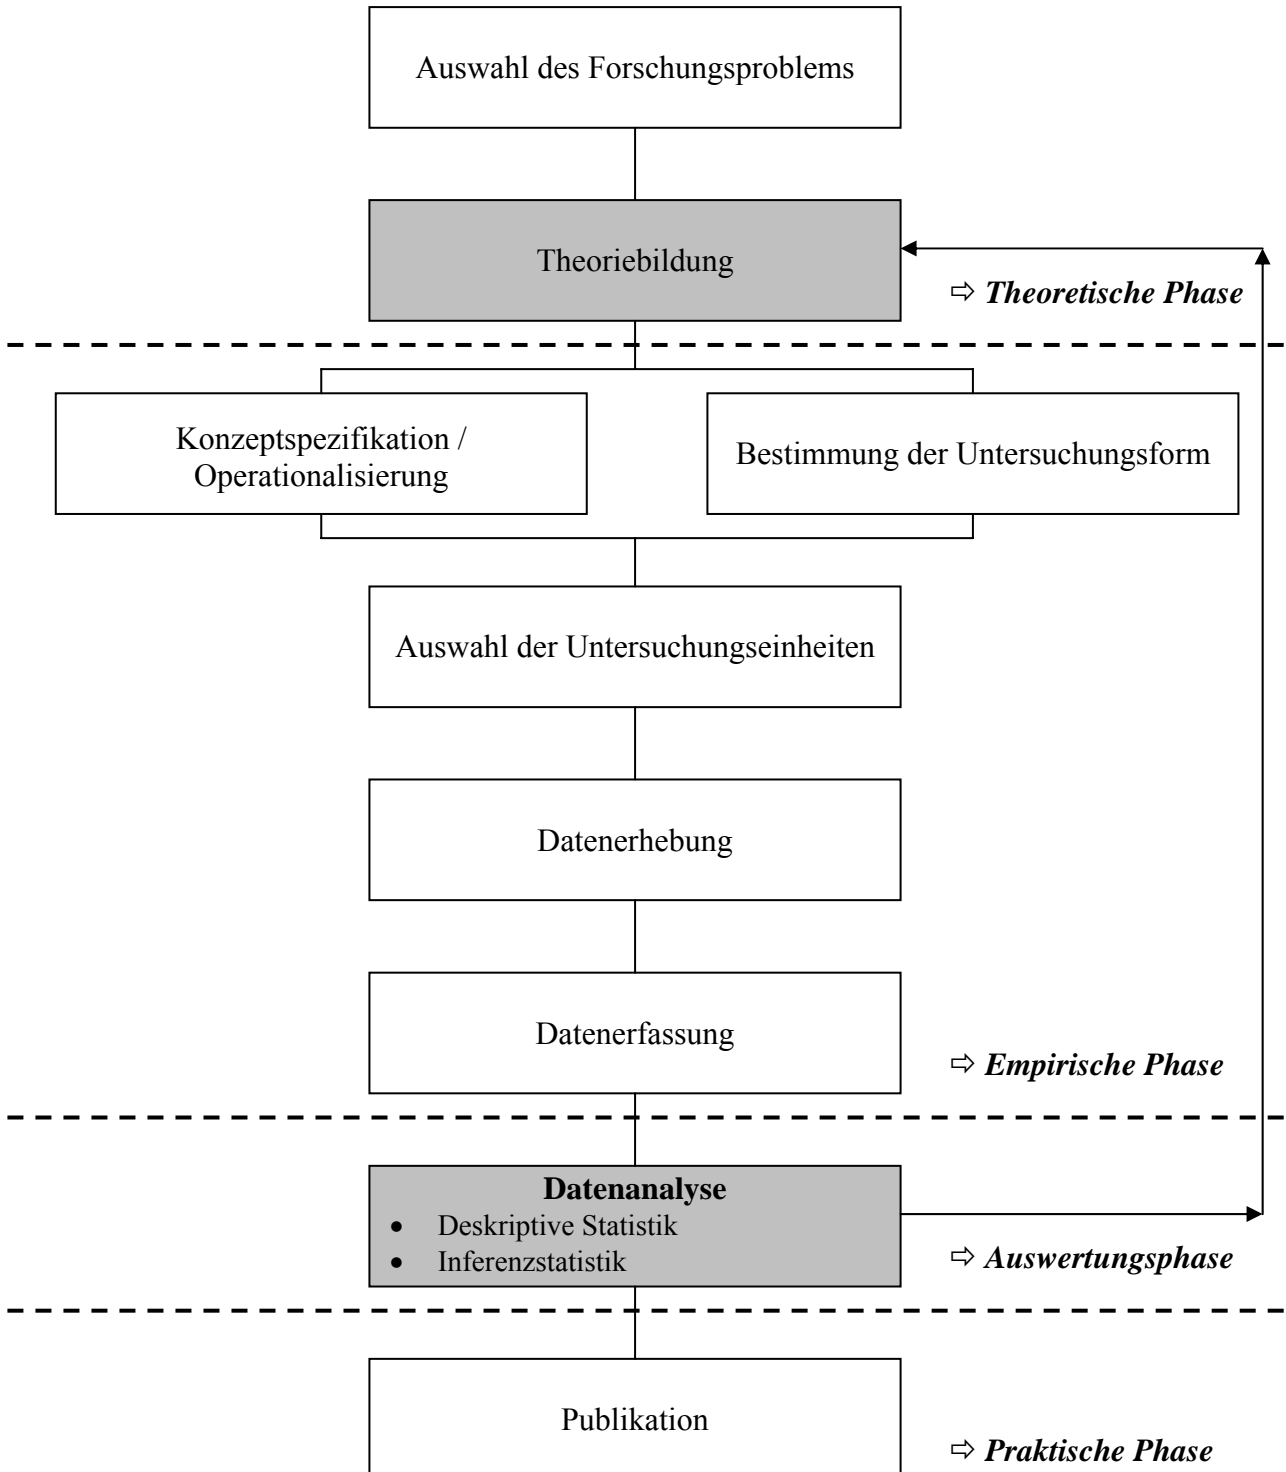 Auswahl des Forschungsproblems
Theoriebildung
⇨ Theoretische Phase
Konzeptspezifikation /
Operationalisierung
Bestimmung der Untersuchungsform
Auswahl der Untersuchungseinheiten
Datenerhebung
Datenerfassung
⇨ Empirische Phase
Datenanalyse
• Deskriptive Statistik
• Inferenzstatistik
⇨ Auswertungsphase
Publikation
⇨ Praktische Phase